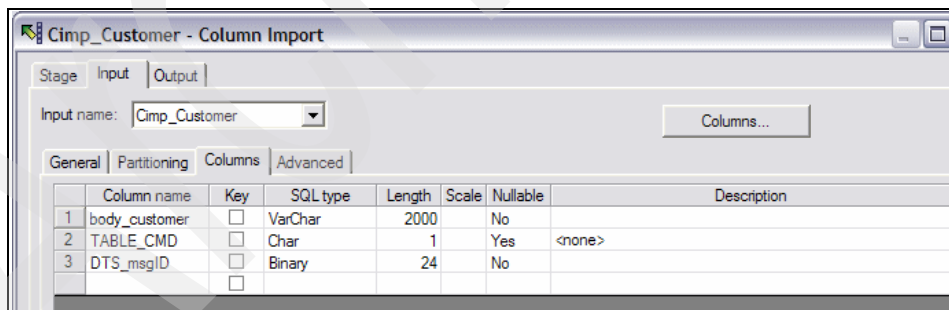 Cimp_Customer - Column Import
Stage Input Output
Input name: Cimp_Customer Columns...
General Partitioning Columns Advanced
Column name Key SQL type Length Scale Nullable Description
1 body_customer VarChar 2000 No
2 TABLE_CMD Char 1 Yes <none>
3 DTS_msgID Binary 24 No